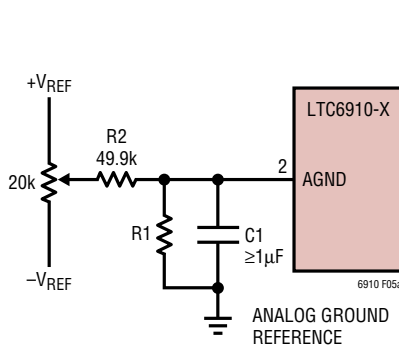 +VREF
LTC6910-X
R2
49.9k
2
AGND
20k
R1
C1
≥1µF
–VREF
6910 F05a
ANALOG GROUND
REFERENCE